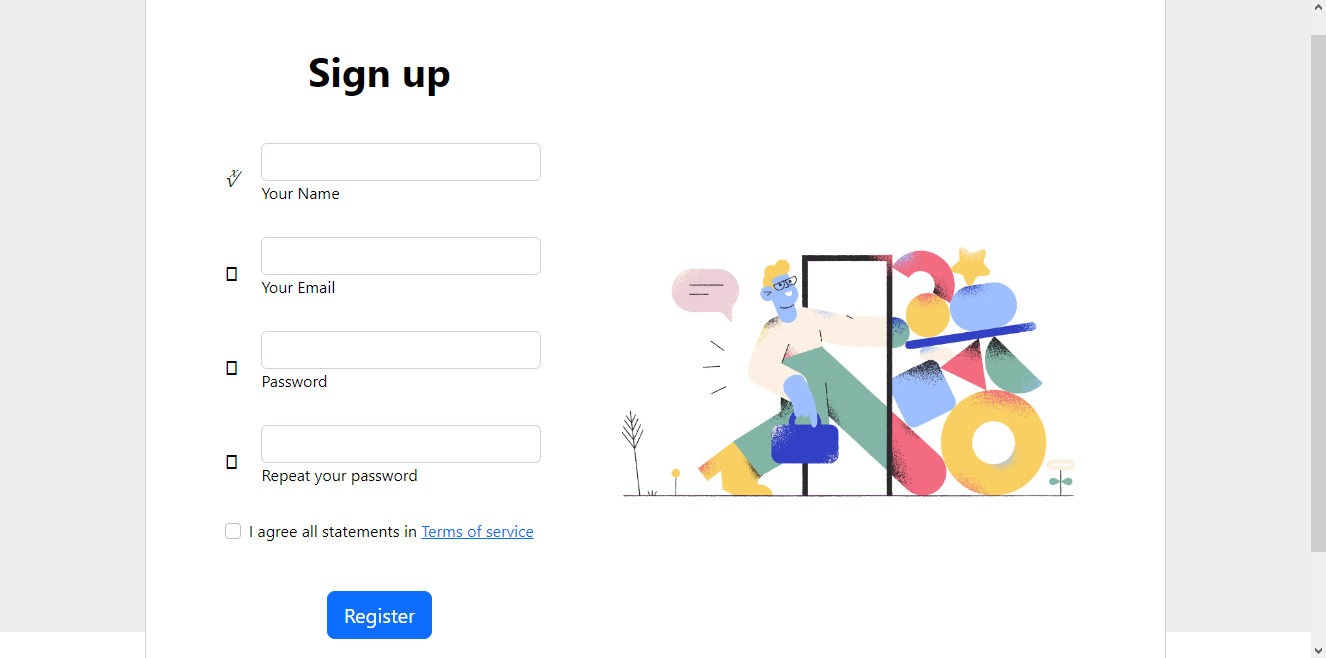 Sign up
Your Name
Your Email
Password
Repeat your password
I agree all statements in Terms of service
Register